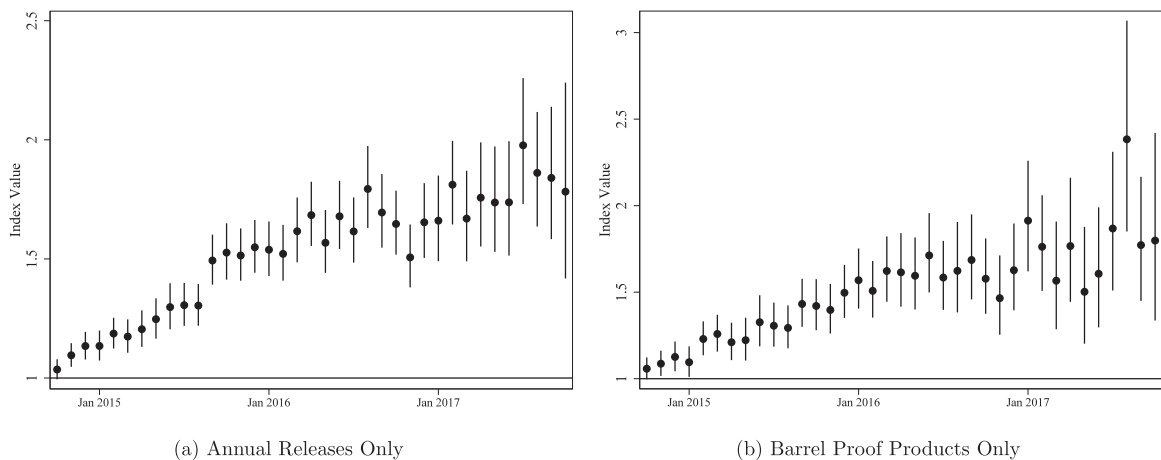 2.5
2
1.5
1
Index Value
Jan 2015
Jan 2016
Jan 2017
(a) Annual Releases Only
3
2.5
2
1.5
1
Index Value
Jan 2015
Jan 2016
Jan 2017
(b) Barrel Proof Products Only